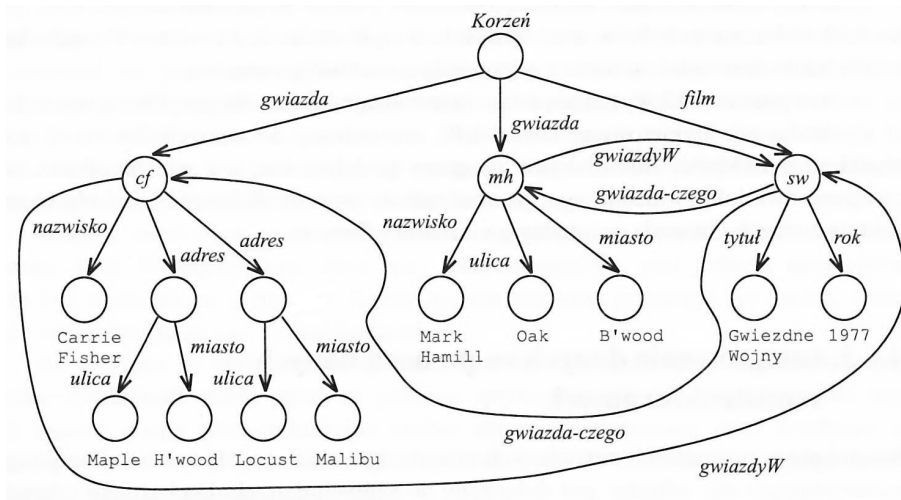 Korzeń
gwiazda
film
gwiazda
gwiazdyW
cf
mh
sw
gwiazda-czego
nazwisko
adres
adres
nazwisko
ulica
miasto
tytuł
rok
Carrie
Fisher
Mark
Hamill
Oak
B'wood
Gwiezdne
Wojny
1977
ulica
miasto
ulica
miasto
gwiazda-czego
Maple
H'wood
Locust
Malibu
gwiazdyW